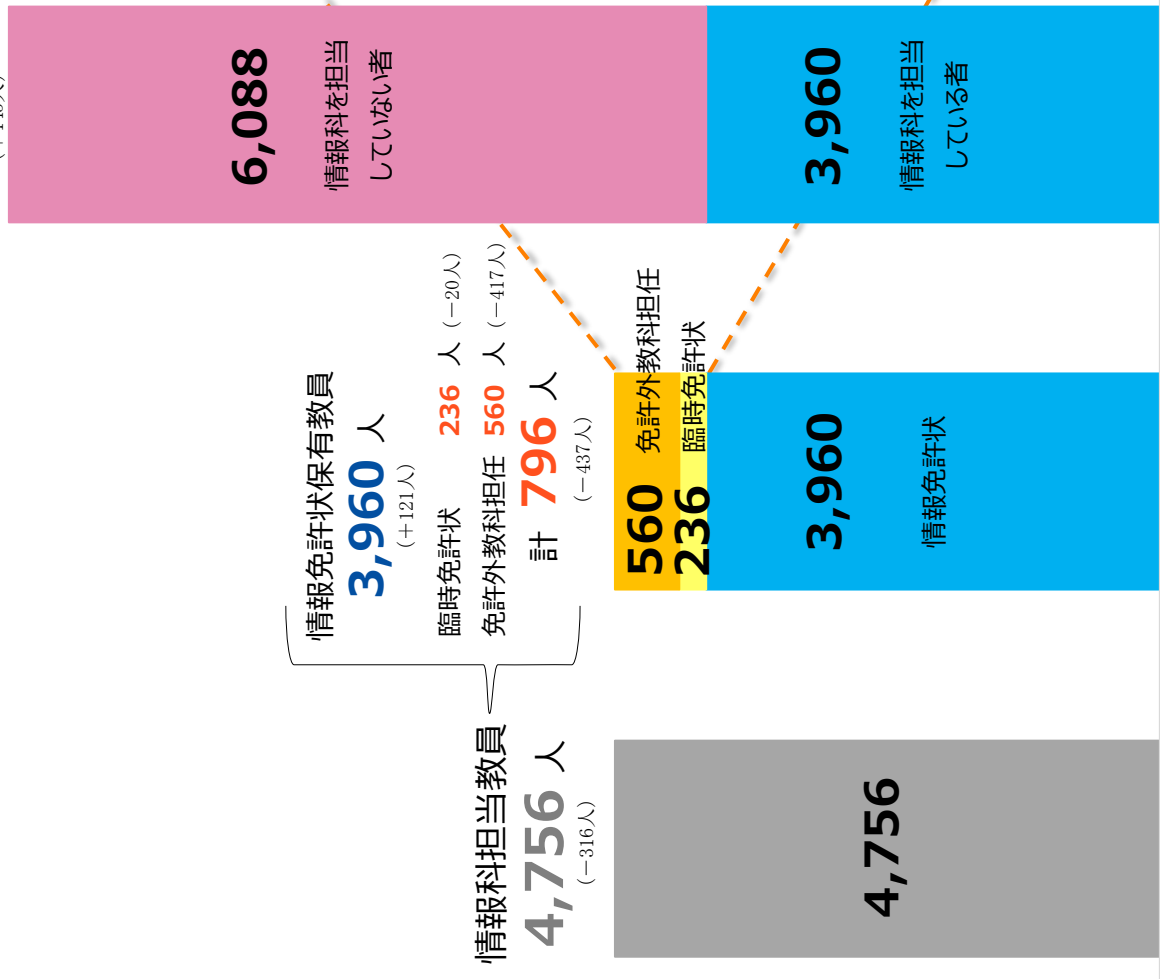 情報科担当教員
4,756 人
(－316人)
4,756
情報免許状保有教員
3,960 人
(＋121人)
臨時免許状 236 人 (－20人)
免許外教科担任 560 人 (－417人)
計 796 人
(－437人)
560 免許外教科担任
236 臨時免許状
3,960
情報免許状
6,088
情報科を担当
していない者
3,960
情報科を担当
している者